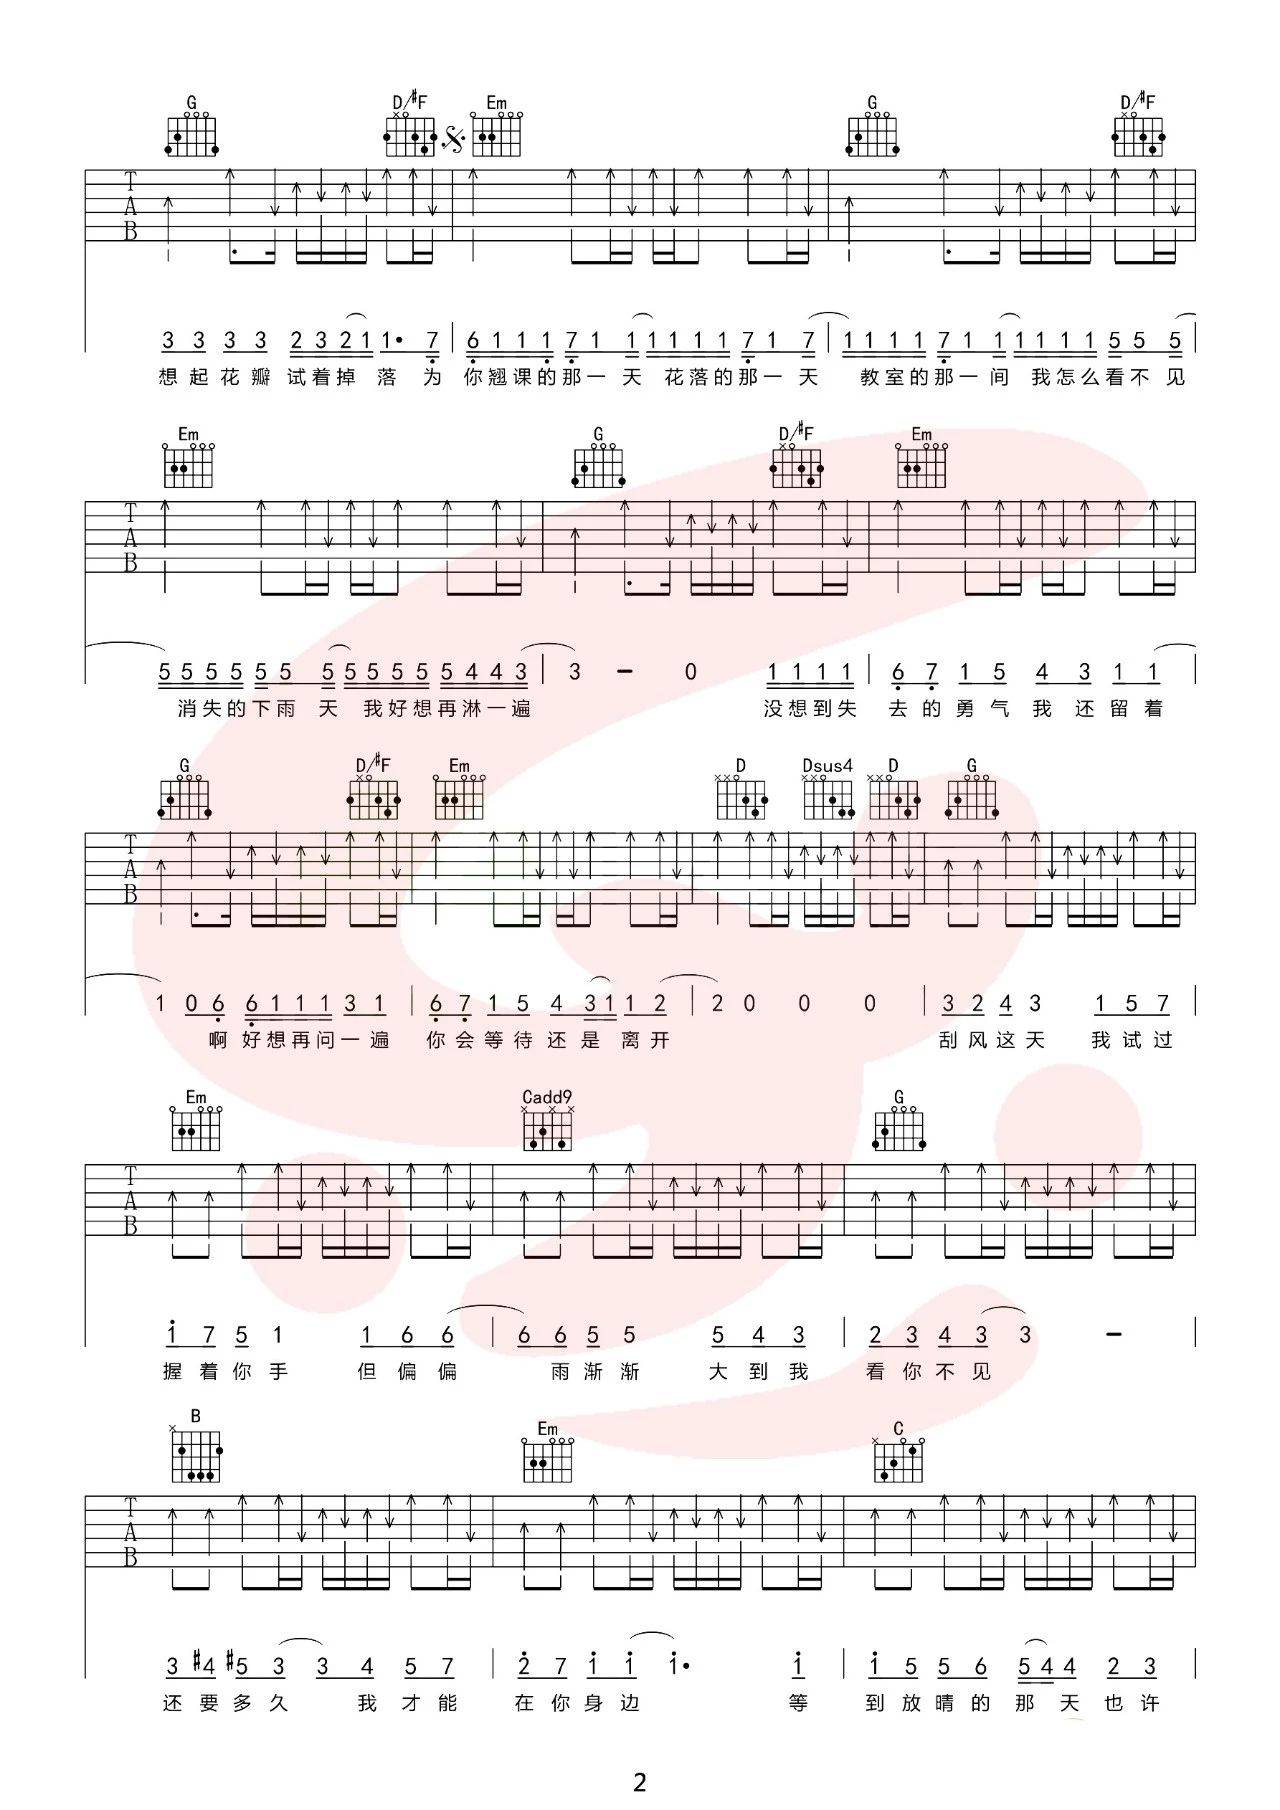 G D/#F Em G D/#F
T
A
B
3 3 3 3 2 3 2 1 1• 7 6 1 1 1 7 1 1 1 1 1 1 7 1 7 1 1 1 1 7 1 1 1 1 1 1 5 5 5
想起花瓣试着掉落为你翘课的那一天花落的那一天教室的那一间我怎么看不见
Em G D/#F Em
T
A
B
5 5 5 5 5 5 5 5 5 5 5 5 4 4 3 3 – 0 1 1 1 1 6 7 1 5 4 3 1 1
消失的下雨天我好想再淋一遍没想到失去的勇气我还留着
G D/#F Em D Dsus4 D G
T
A
B
1 0 6 6 1 1 1 3 1 6 7 1 5 4 3 1 1 2 2 0 0 0 3 2 4 3 1 5 7
啊好想再问一遍你会等待还是离开刮风这天我试过
Em Cadd9 G
T
A
B
1 7 5 1 1 6 6 6 6 5 5 5 4 3 2 3 4 3 3 –
握着你手但偏偏雨渐渐大到我看你不见
B Em C
T
A
B
3 #4 #5 3 3 4 5 7 2 7 1 1 1• 1 1 5 5 6 5 4 4 2 3
还要多久我才能在你身边等到放晴的那天也许
2